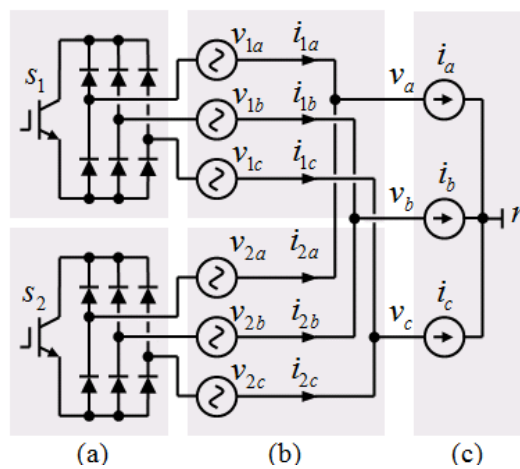 v1a i1a
s1 va ia
v1b i1b
v1c i1c
vb ib
v2a i2a
s2 vc ic
v2b i2b
v2c i2c
(a) (b) (c)